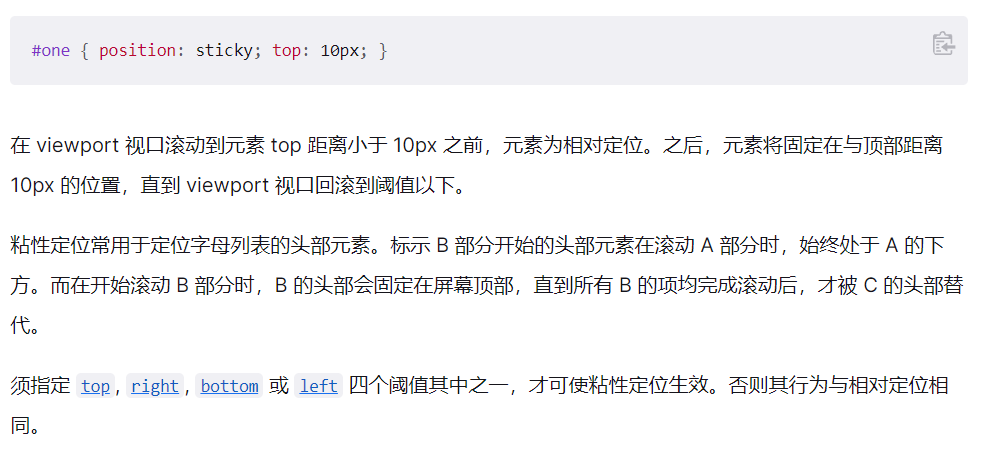 #one { position: sticky; top: 10px; }
在 viewport 视口滚动到元素 top 距离小于 10px 之前，元素为相对定位。之后，元素将固定在与顶部距离
10px 的位置，直到 viewport 视口回滚到阈值以下。
粘性定位常用于定位字母列表的头部元素。标示 B 部分开始的头部元素在滚动 A 部分时，始终处于 A 的下
方。而在开始滚动 B 部分时，B 的头部会固定在屏幕顶部，直到所有 B 的项均完成滚动后，才被 C 的头部替
代。
须指定 top, right, bottom 或 left 四个阈值其中之一，才可使粘性定位生效。否则其行为与相对定位相
同。